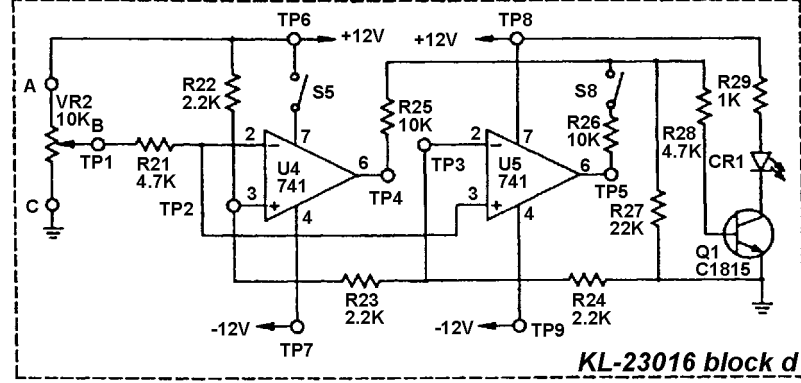 TP6
+12V
+12V
TP8
A
VR2
10K
B
TP1
R21
4.7K
C
R22
2.2K
S5
2
7
−
U4
741
3
+
4
6
TP4
TP2
R25
10K
TP3
2
7
−
U5
741
3
+
4
6
TP5
S8
R26
10K
R27
22K
R28
4.7K
R29
1K
CR1
Q1
C1815
R23
2.2K
R24
2.2K
-12V
TP7
-12V
TP9
KL-23016 block d